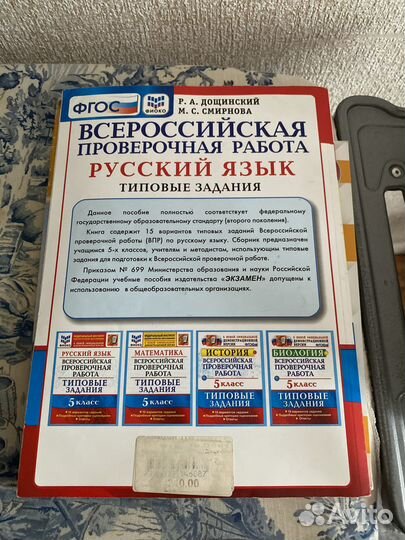 ФГОС
ФИОКО
Р. А. ДОЩИНСКИЙ
М. С. СМИРНОВА
ВСЕРОССИЙСКАЯ
ПРОВЕРОЧНАЯ РАБОТА
РУССКИЙ ЯЗЫК
ТИПОВЫЕ ЗАДАНИЯ
Данное пособие полностью соответствует федеральному
государственному образовательному стандарту (второго поколения).
Книга содержит 15 вариантов типовых заданий Всероссийской
проверочной работы (ВПР) по русскому языку. Сборник предназначен
учащимся 5-х классов, учителям и методистам, использующим типовые
задания для подготовки к Всероссийской проверочной работе.
Приказом № 699 Министерства образования и науки Российской
Федерации учебные пособия издательства «ЭКЗАМЕН» допущены к
использованию в общеобразовательных организациях.
РУССКИЙ ЯЗЫК
ВСЕРОССИЙСКАЯ
ПРОВЕРОЧНАЯ
РАБОТА
ТИПОВЫЕ
ЗАДАНИЯ
5 класс
МАТЕМАТИКА
ВСЕРОССИЙСКАЯ
ПРОВЕРОЧНАЯ
РАБОТА
ТИПОВЫЕ
ЗАДАНИЯ
5 класс
ИСТОРИЯ
ВСЕРОССИЙСКАЯ
ПРОВЕРОЧНАЯ
РАБОТА
5 класс
ТИПОВЫЕ
ЗАДАНИЯ
БИОЛОГИЯ
ВСЕРОССИЙСКАЯ
ПРОВЕРОЧНАЯ
РАБОТА
5 класс
ТИПОВЫЕ
ЗАДАНИЯ
Avito